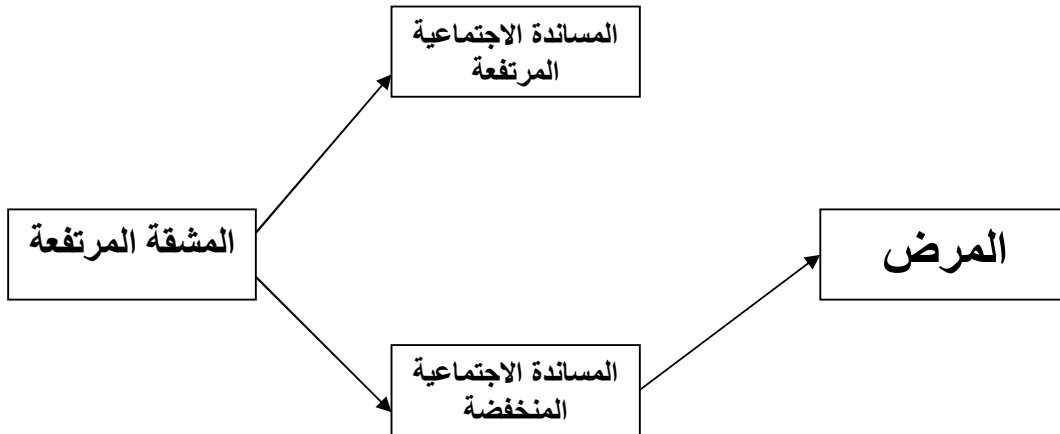 المساندة الاجتماعية
المرتفعة
المشقة المرتفعة
المرض
المساندة الاجتماعية
المنخفضة